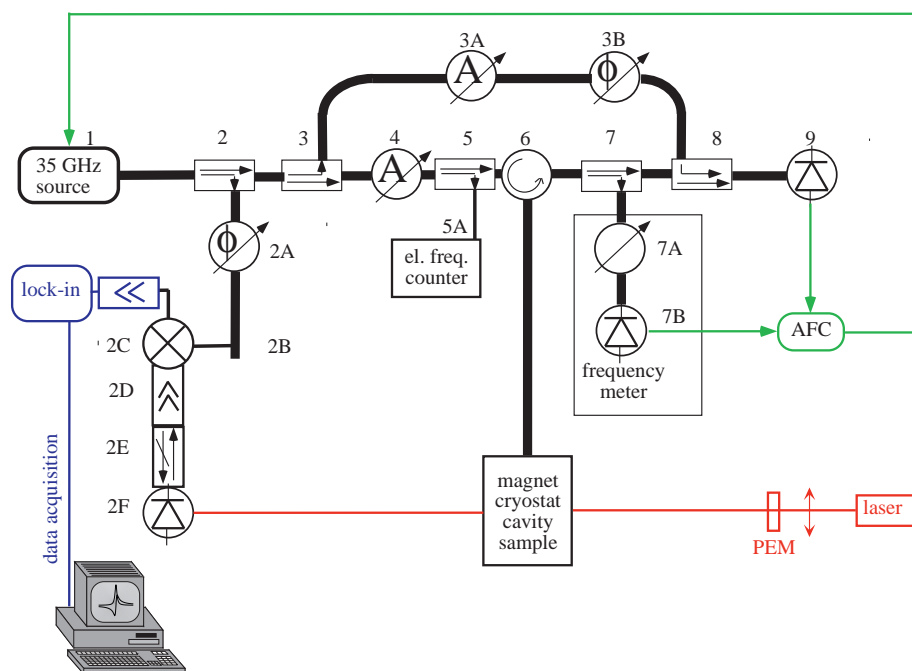 3A
3B
1
2
3
4
5
6
7
8
9
35 GHz
source
A
ϕ
A
5A
ϕ
2A
el. freq.
counter
7A
lock-in
7B
AFC
2C
2B
frequency
meter
2D
2E
magnet
cryostat
cavity
sample
2F
laser
PEM
data acquisition